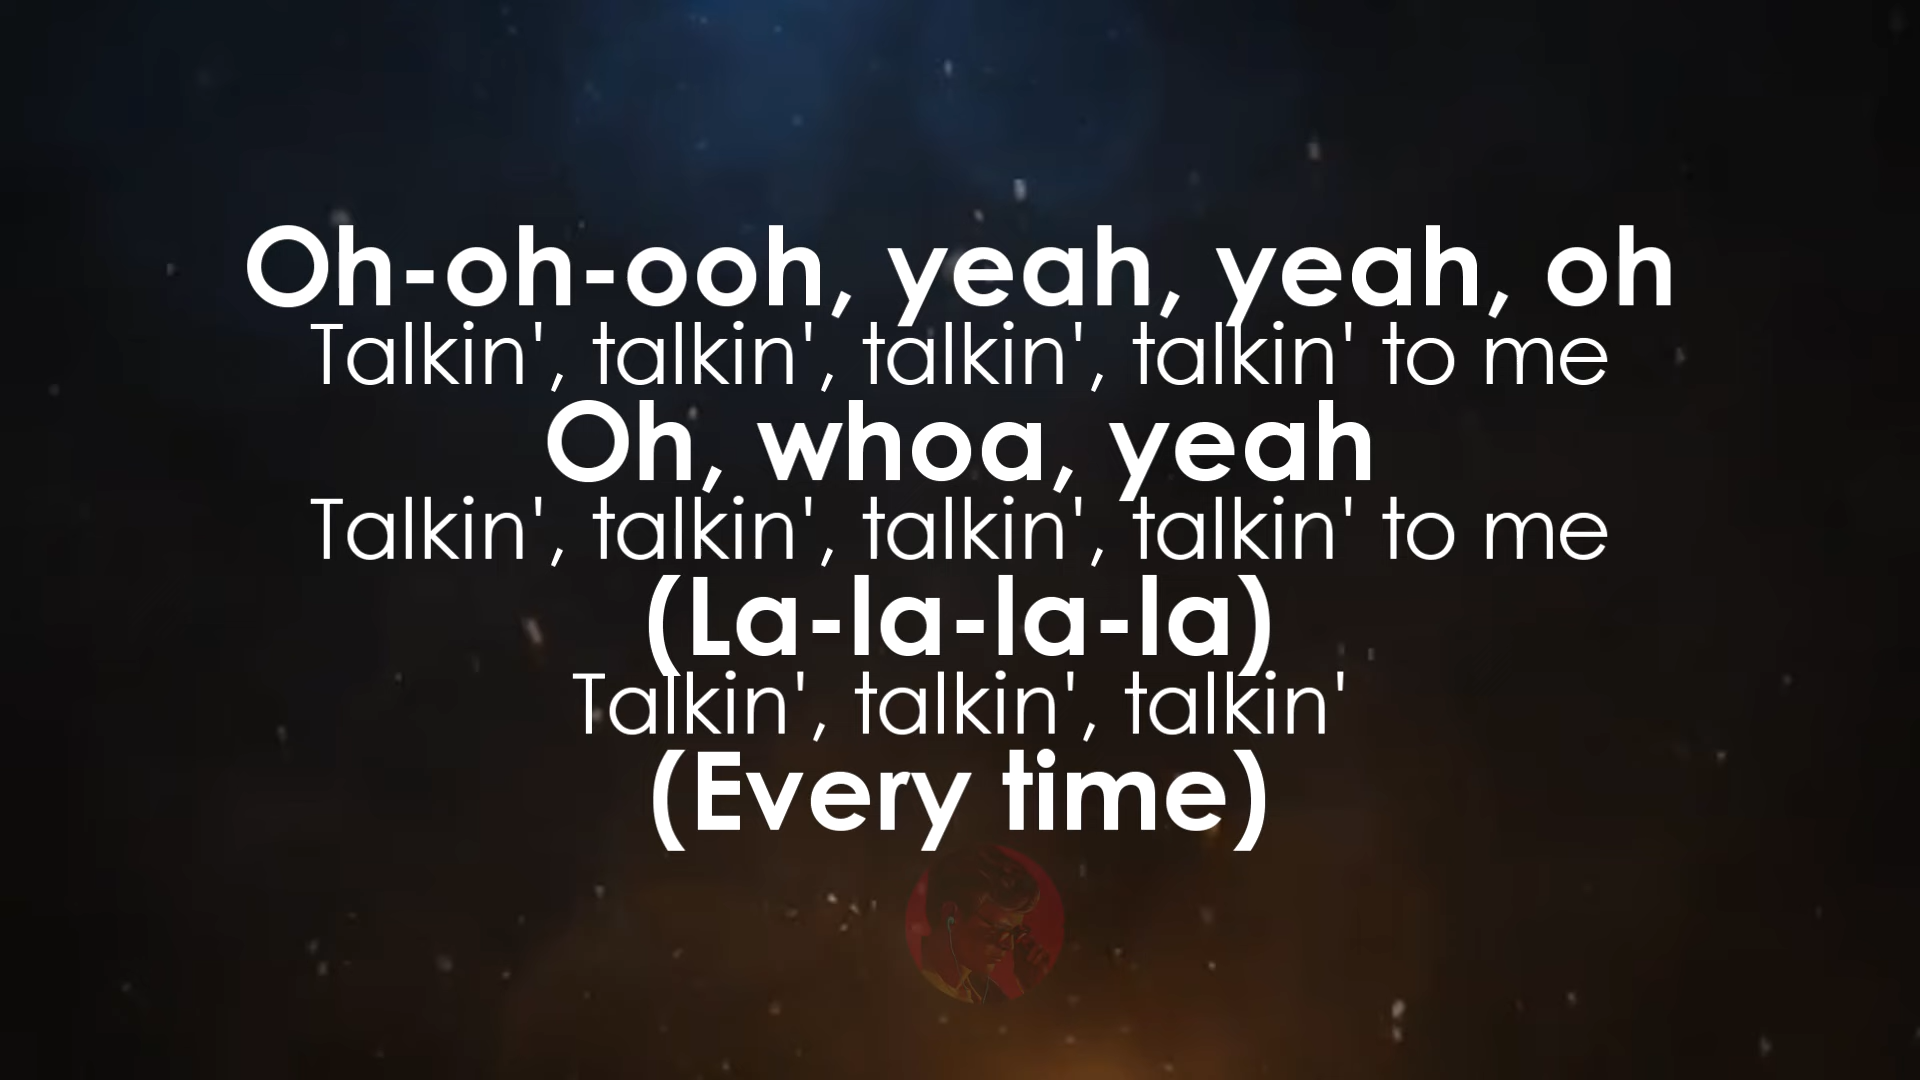 Oh-oh-ooh, yeah, yeah, oh
Talkin', talkin', talkin', talkin' to me
Oh, whoa, yeah
Talkin', talkin', talkin', talkin' to me
(La-la-la-la)
Talkin', talkin', talkin'
(Every time)